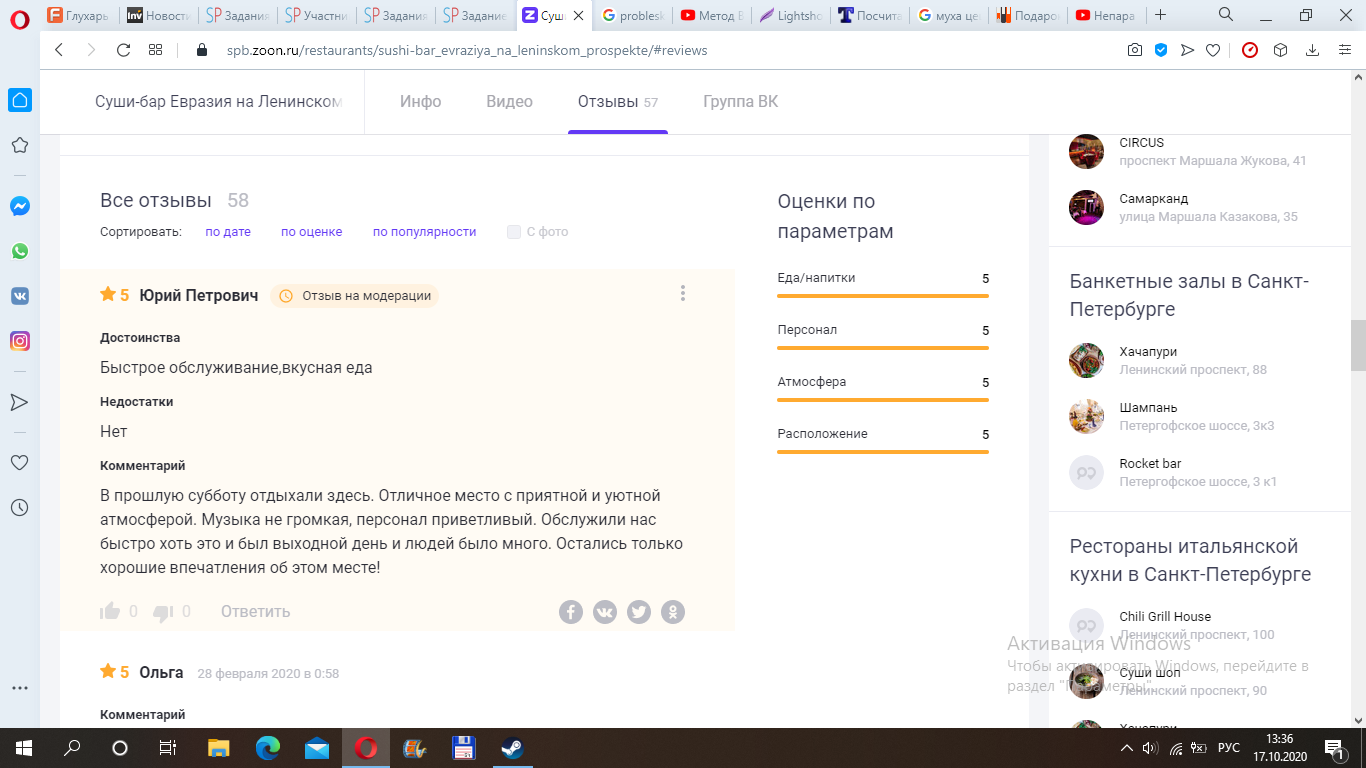 Глухарь
Новости
Задания
Участни
Задания
Задание
Суши
problesk
Метод В
Lightsho
Посчита
муха це
Подаро
Непара
spb.zoon.ru/restaurants/sushi-bar_evraziya_na_leninskom_prospekte/#reviews
Суши-бар Евразия на Ленинском
Инфо
Видео
Отзывы 57
Группа ВК
Все отзывы 58
Сортировать: по дате по оценке по популярности С фото
5 Юрий Петрович Отзыв на модерации
Достоинства
Быстрое обслуживание,вкусная еда
Недостатки
Нет
Комментарий
В прошлую субботу отдыхали здесь. Отличное место с приятной и уютной
атмосферой. Музыка не громкая, персонал приветливый. Обслужили нас
быстро хоть это и был выходной день и людей было много. Остались только
хорошие впечатления об этом месте!
0 0 Ответить
5 Ольга 28 февраля 2020 в 0:58
Комментарий
Оценки по
параметрам
Еда/напитки 5
Персонал 5
Атмосфера 5
Расположение 5
CIRCUS
проспект Маршала Жукова, 41
Самарканд
улица Маршала Казакова, 35
Банкетные залы в Санкт-
Петербурге
Хачапури
Ленинский проспект, 88
Шампань
Петергофское шоссе, 3к3
Rocket bar
Петергофское шоссе, 3 к1
Рестораны итальянской
кухни в Санкт-Петербурге
Chili Grill House
Ленинский проспект, 100
Суши шоп
Ленинский проспект, 90
Хачапури
Активация Windows
Чтобы активировать Windows, перейдите в
раздел "Параметры".
РУС
13:36
17.10.2020
1